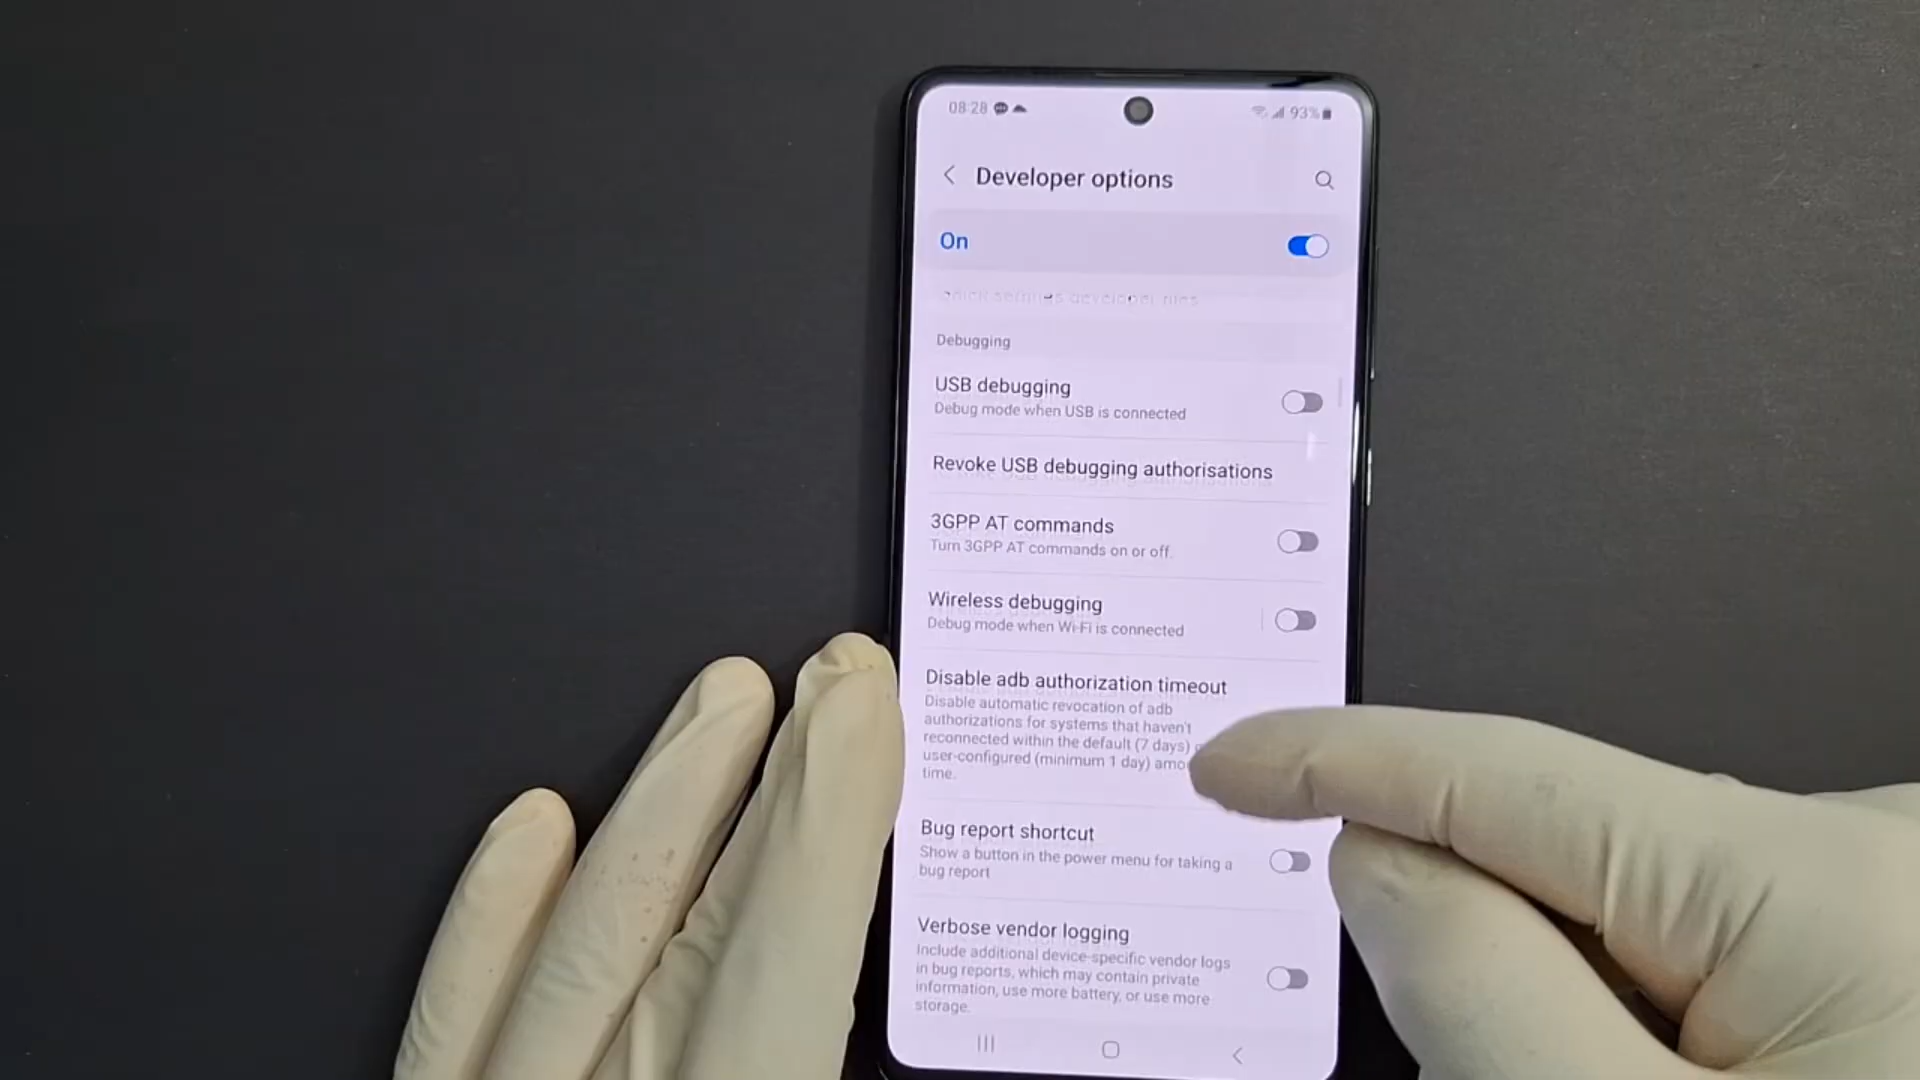 08:28
93%
Developer options
On
Quick settings developer tiles
Debugging
USB debugging
Debug mode when USB is connected
Revoke USB debugging authorisations
3GPP AT commands
Turn 3GPP AT commands on or off.
Wireless debugging
Debug mode when Wi-Fi is connected
Disable adb authorization timeout
Disable automatic revocation of adb
authorizations for systems that haven't
reconnected within the default (7 days)
user-configured (minimum 1 day)
time.
Bug report shortcut
Show a button in the power menu for taking a
bug report
Verbose vendor logging
Include additional device-specific vendor logs
in bug reports, which may contain private
information, use more battery, or use more
storage.